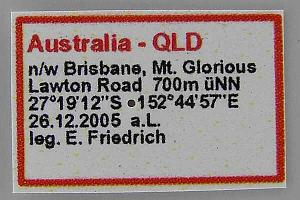 Australia - QLD
n/w Brisbane, Mt. Glorious
Lawton Road 700m üNN
27°19'12"S •152°44'57"E
26.12.2005 a.L.
leg. E. Friedrich